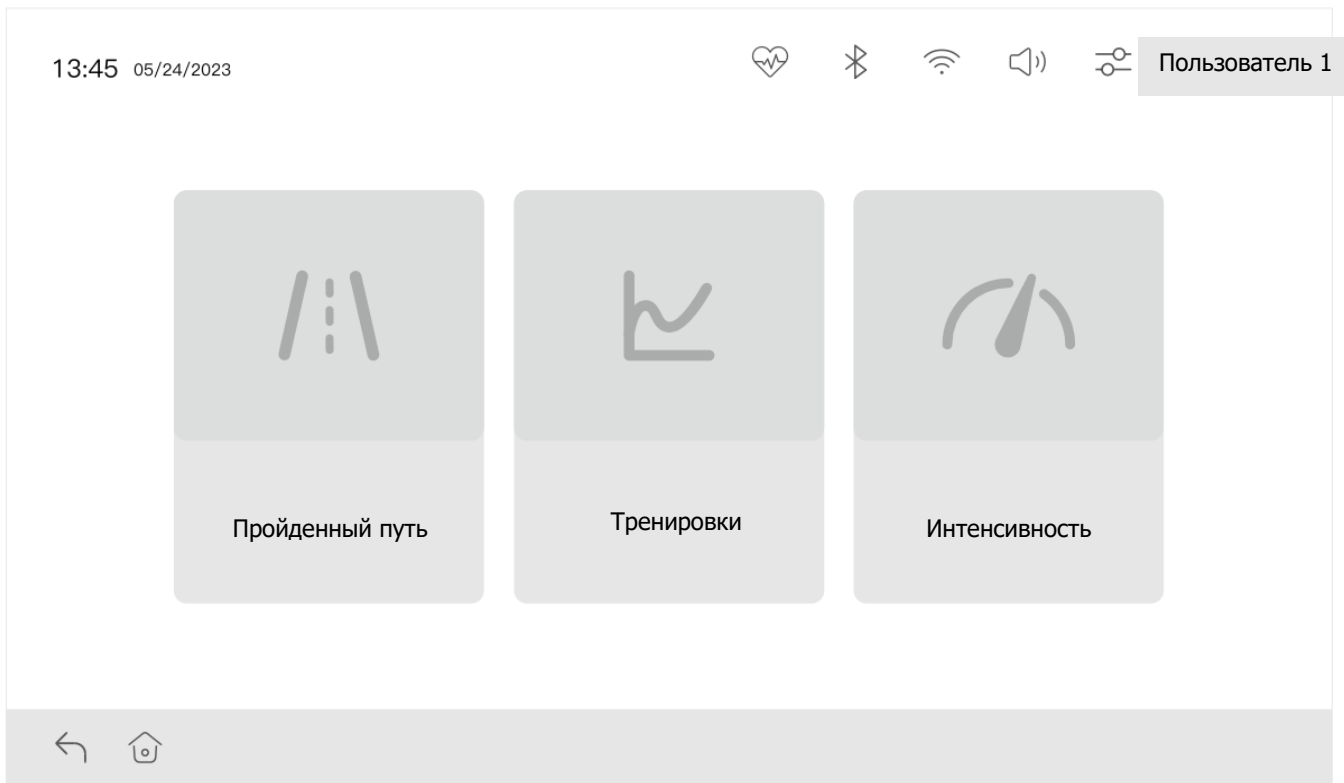 13:45 05/24/2023
Пользователь 1
Пройденный путь
Тренировки
Интенсивность